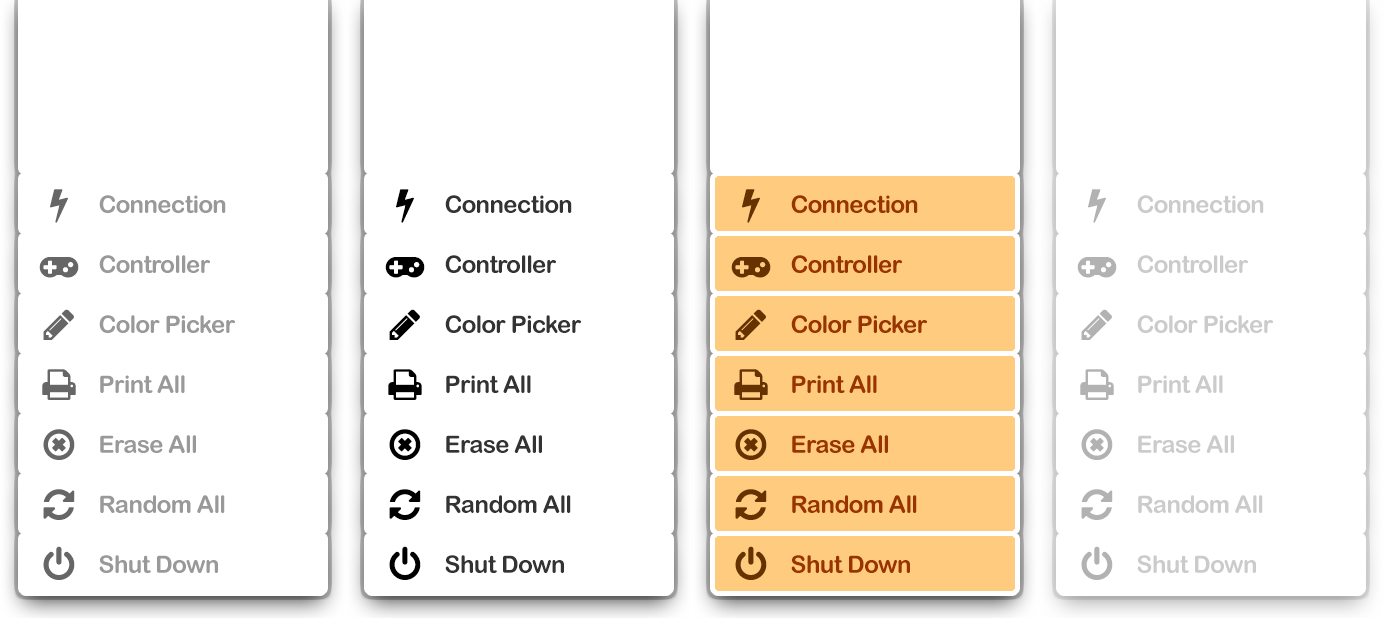 Connection
Controller
Color Picker
Print All
Erase All
Random All
Shut Down
Connection
Controller
Color Picker
Print All
Erase All
Random All
Shut Down
Connection
Controller
Color Picker
Print All
Erase All
Random All
Shut Down
Connection
Controller
Color Picker
Print All
Erase All
Random All
Shut Down